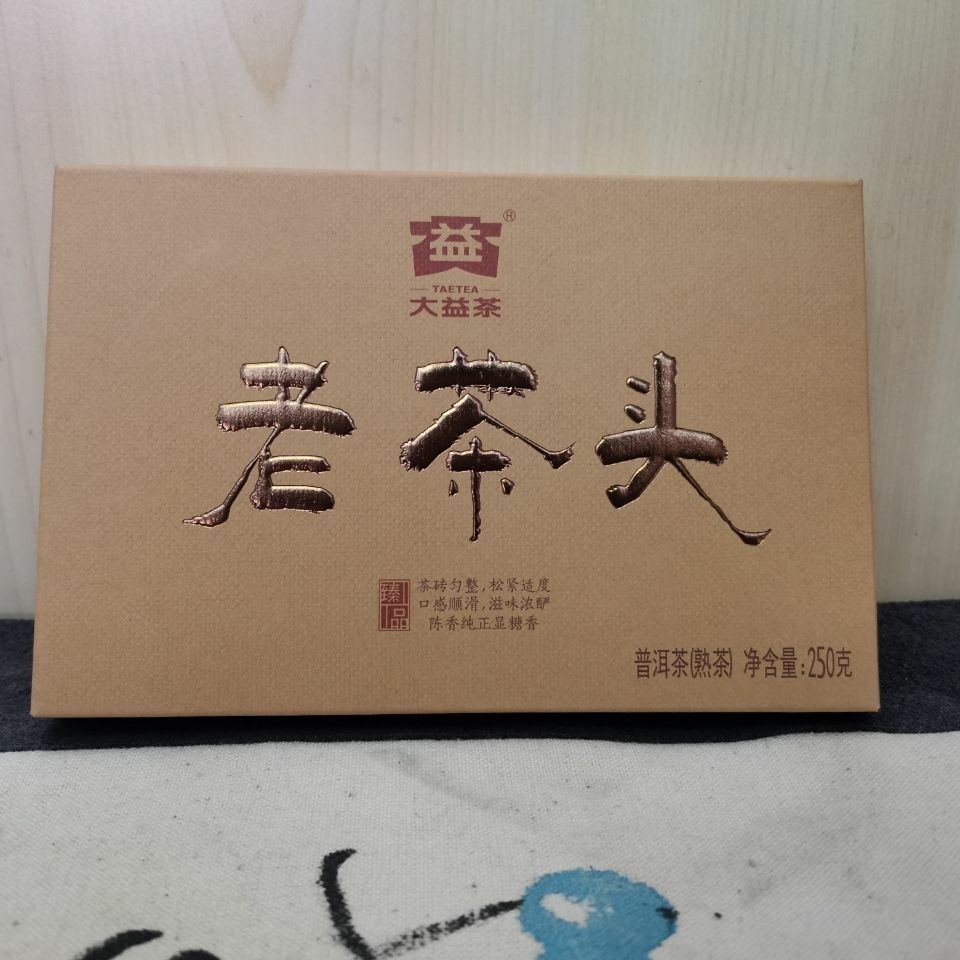 益®
TAETEA
大益茶
老茶头
臻品
茶砖匀整,松紧适度
口感顺滑,滋味浓酽
陈香纯正显糖香
普洱茶(熟茶) 净含量:250克